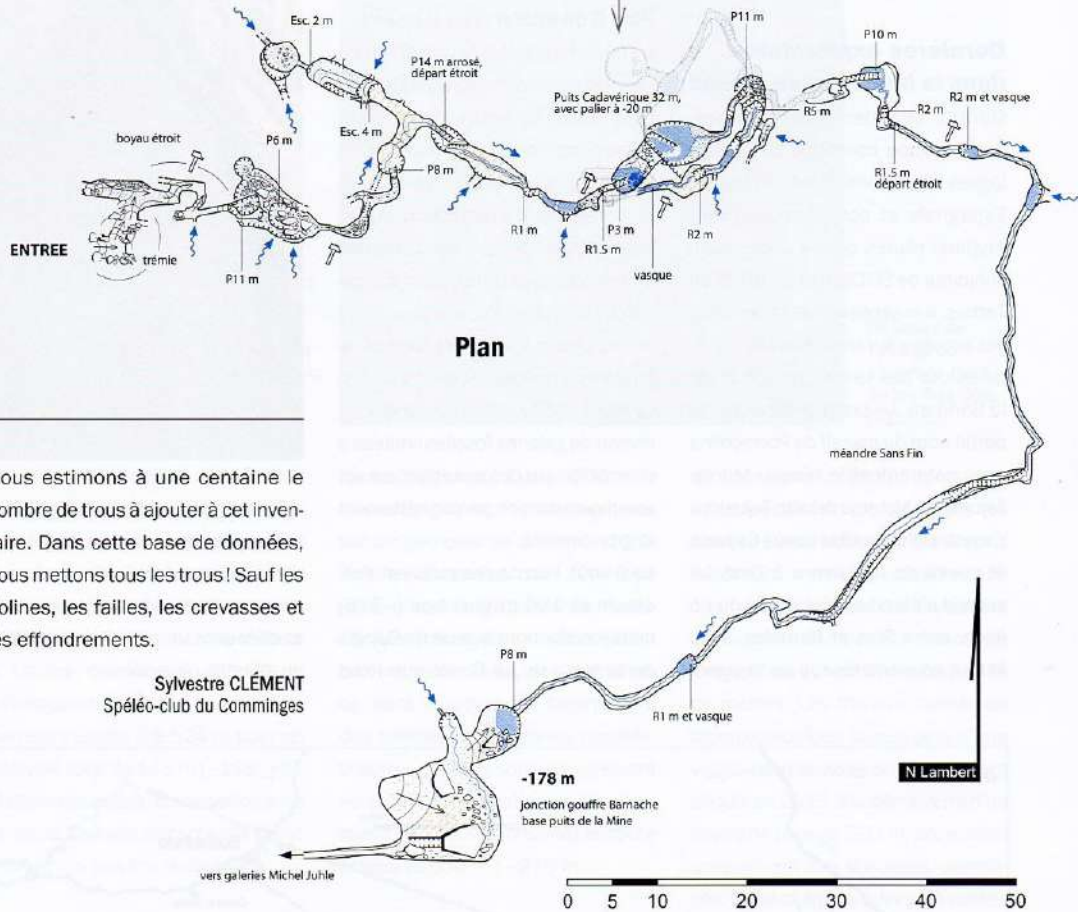 Esc. 2 m
P11 m
P10 m
P14 m arrosé,
départ étroit
Puits Cadavérique 32 m,
avec palier à -20 m
R5 m
R2 m
R2 m et vasque
boyau étroit
P6 m
Esc. 4 m
P8 m
R1.5 m
départ étroit
ENTREE
R1 m
P3 m
R1.5 m
R2 m
trémie
P11 m
vasque
Plan
ous estimons à une centaine le
ombre de trous à ajouter à cet inven-
aire. Dans cette base de données,
ous mettons tous les trous ! Sauf les
olines, les failles, les crevasses et
es effondrements.
Sylvestre CLÉMENT
Spéléo-club du Comminges
méandre Sans Fin
P8 m
R1 m et vasque
-178 m
jonction gouffre Barnache
base puits de la Mine
N Lambert
vers galeries Michel Juhle
0 5 10 20 30 40 50